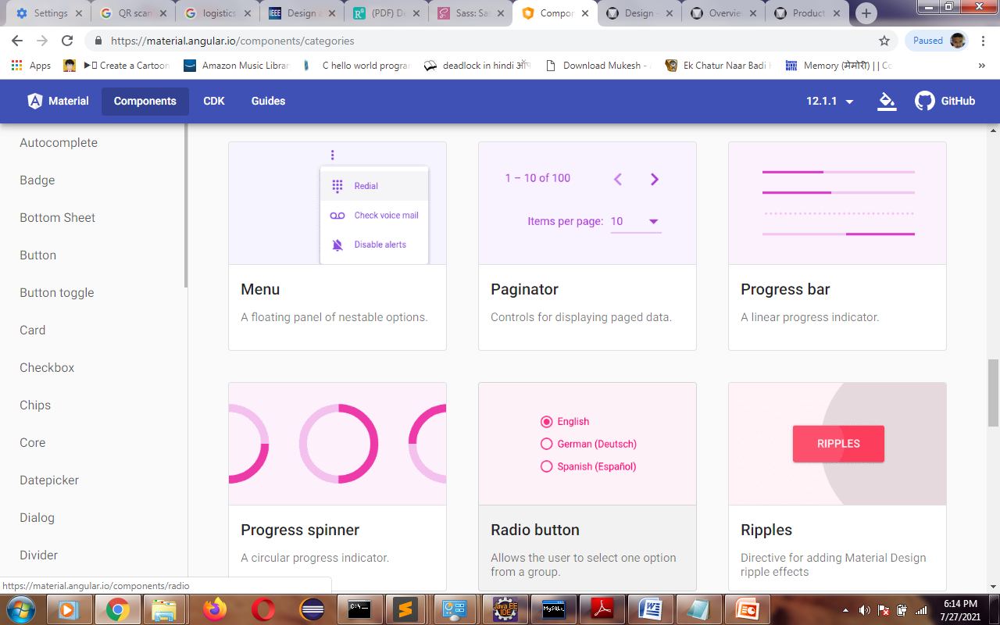 Settings
QR scan
logistics
IEEE Design a
(PDF) De
Sass: Sa
Compor
Design -
Overvie
Product
https://material.angular.io/components/categories
Paused
Apps
Create a Cartoon
Amazon Music Librar
C hello world prograr
deadlock in hindi ऑप
Download Mukesh -
Ek Chatur Naar Badi
Memory (मेमोरी) | | Co
»
Material
Components
CDK
Guides
12.1.1
GitHub
Autocomplete
Badge
Bottom Sheet
Button
Button toggle
Card
Checkbox
Chips
Core
Datepicker
Dialog
Divider
Redial
Check voice mail
Disable alerts
Menu
A floating panel of nestable options.
1 – 10 of 100
Items per page: 10
Paginator
Controls for displaying paged data.
Progress bar
A linear progress indicator.
Progress spinner
A circular progress indicator.
English
German (Deutsch)
Spanish (Español)
Radio button
Allows the user to select one option
from a group.
RIPPLES
Ripples
Directive for adding Material Design
ripple effects
https://material.angular.io/components/radio
C:\_
Java EE
IDE
MySQL
6:14 PM
7/27/2021